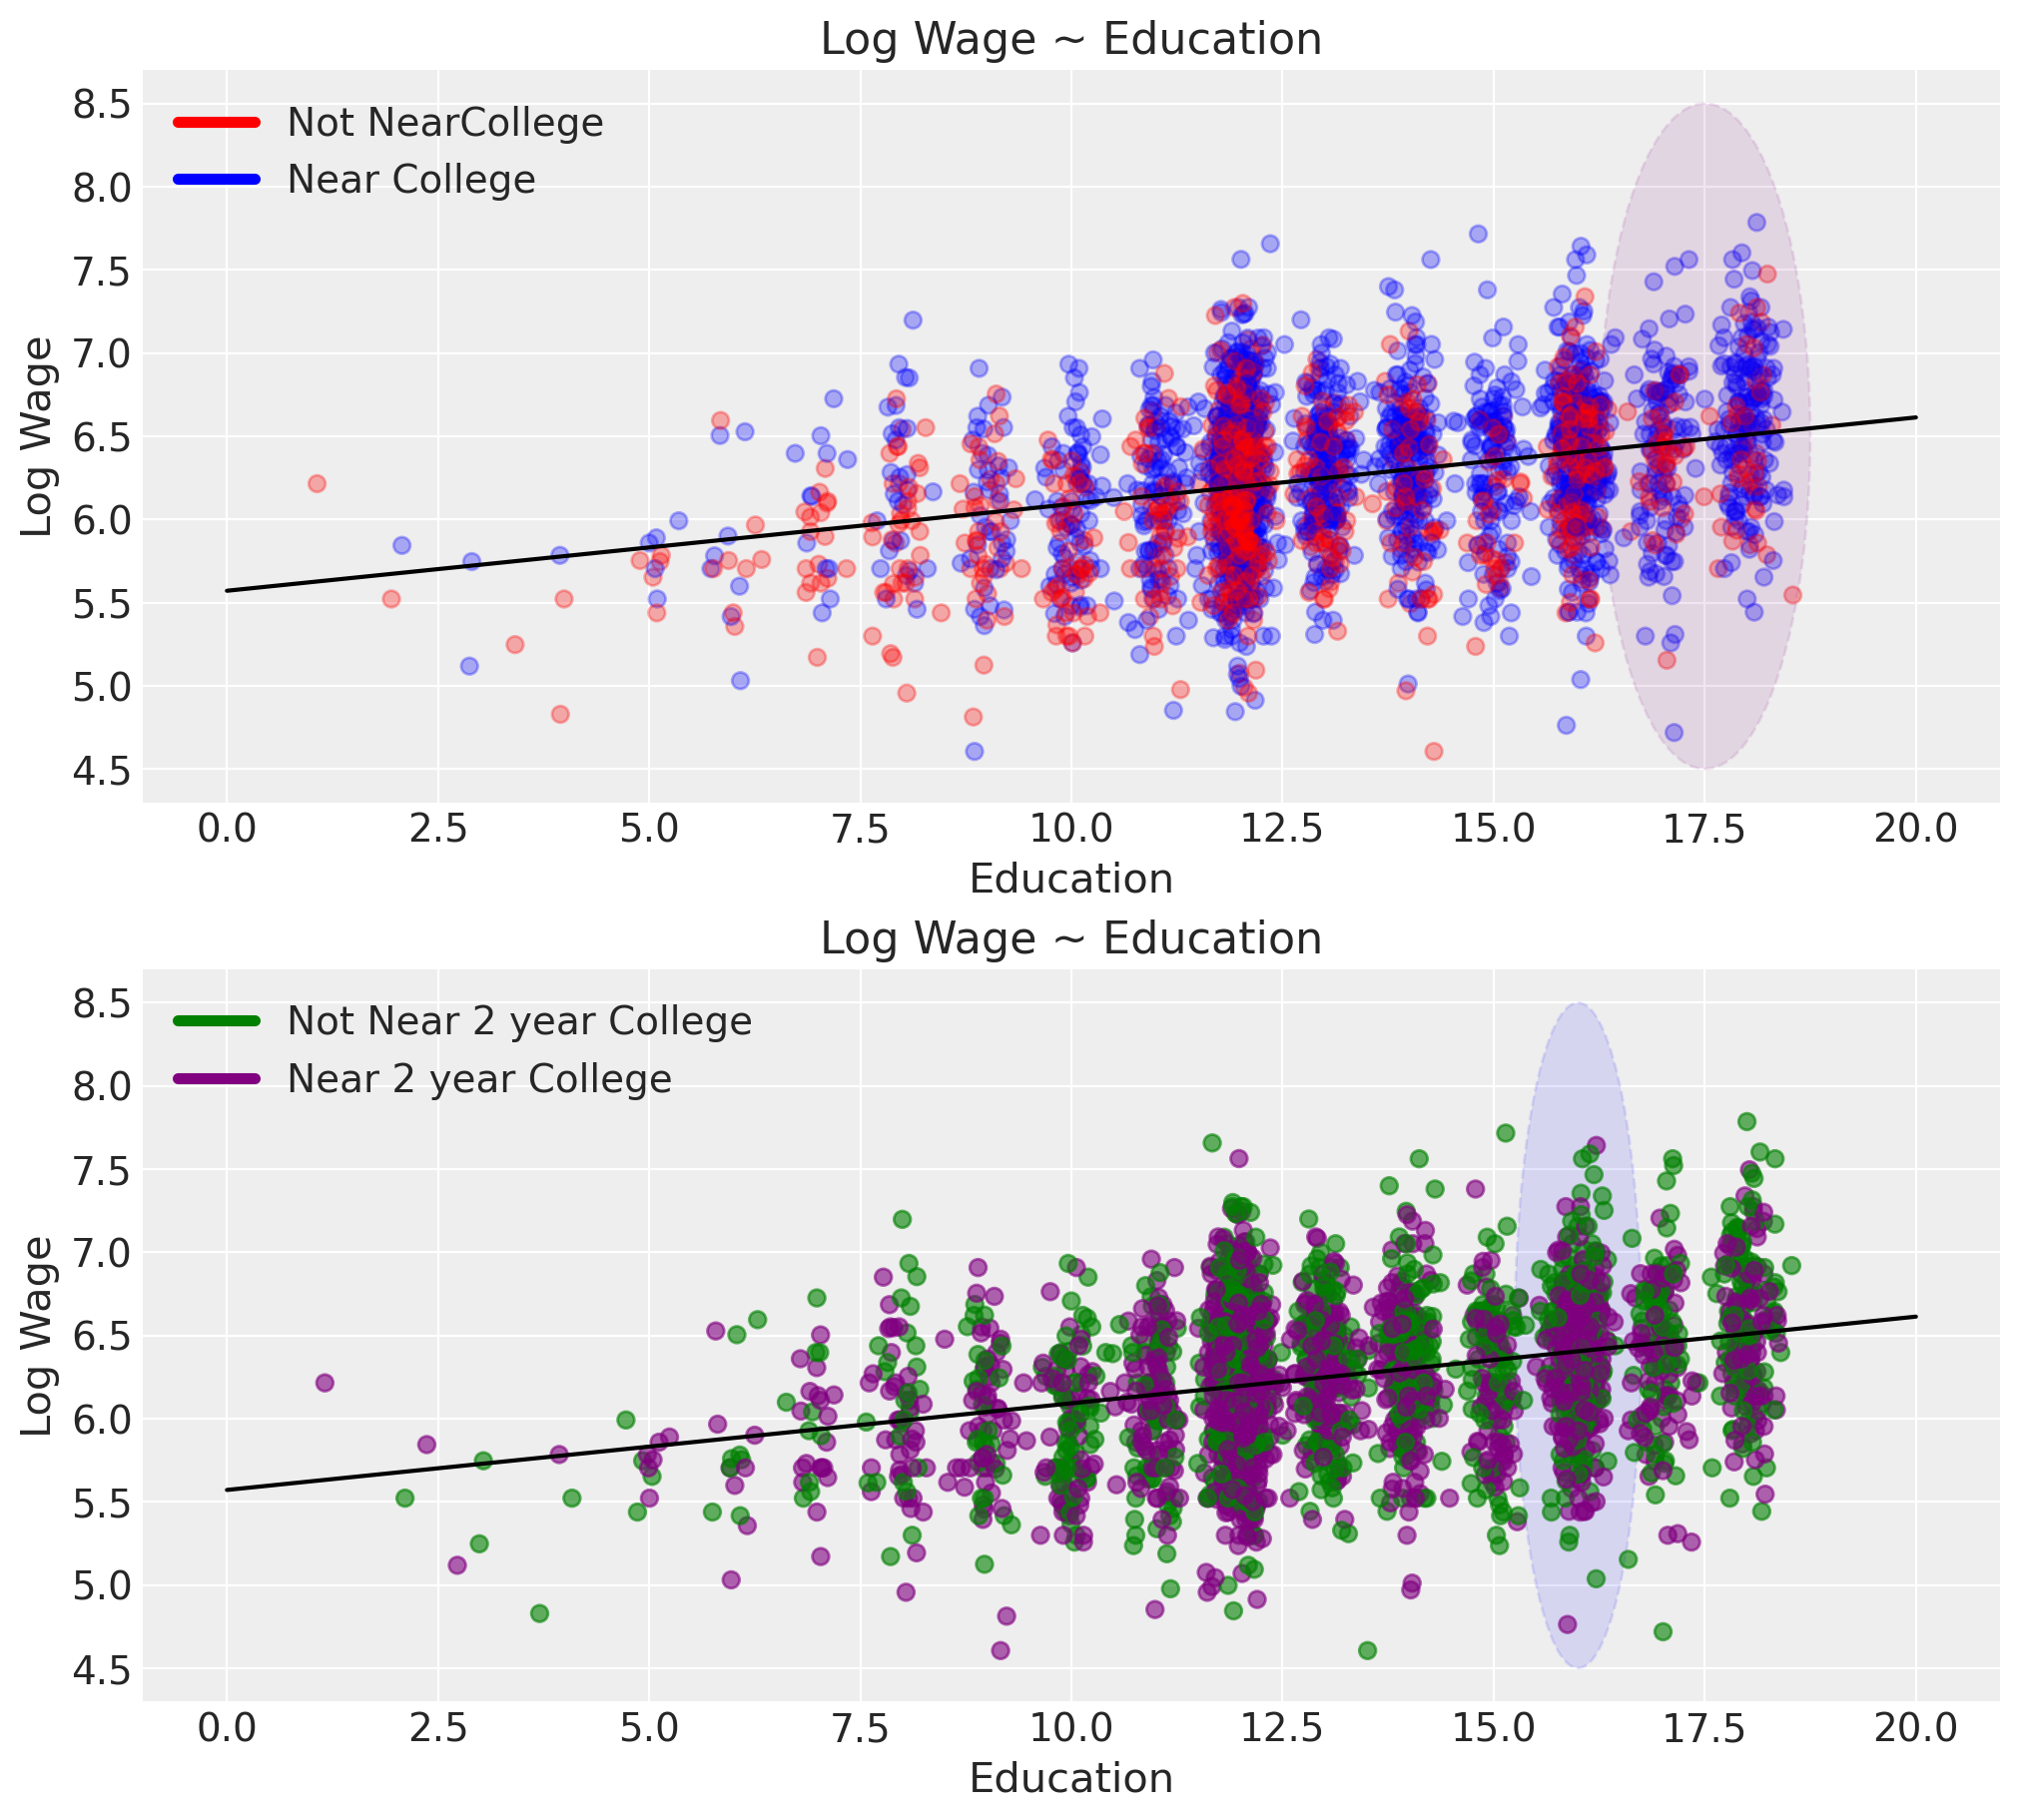 Log Wage ~ Education
8.5
8.0
7.5
7.0
6.5
6.0
5.5
5.0
4.5
Log Wage
Not NearCollege
Near College
0.0 2.5 5.0 7.5 10.0 12.5 15.0 17.5 20.0
Education
Log Wage ~ Education
8.5
8.0
7.5
7.0
6.5
6.0
5.5
5.0
4.5
Log Wage
Not Near 2 year College
Near 2 year College
0.0 2.5 5.0 7.5 10.0 12.5 15.0 17.5 20.0
Education